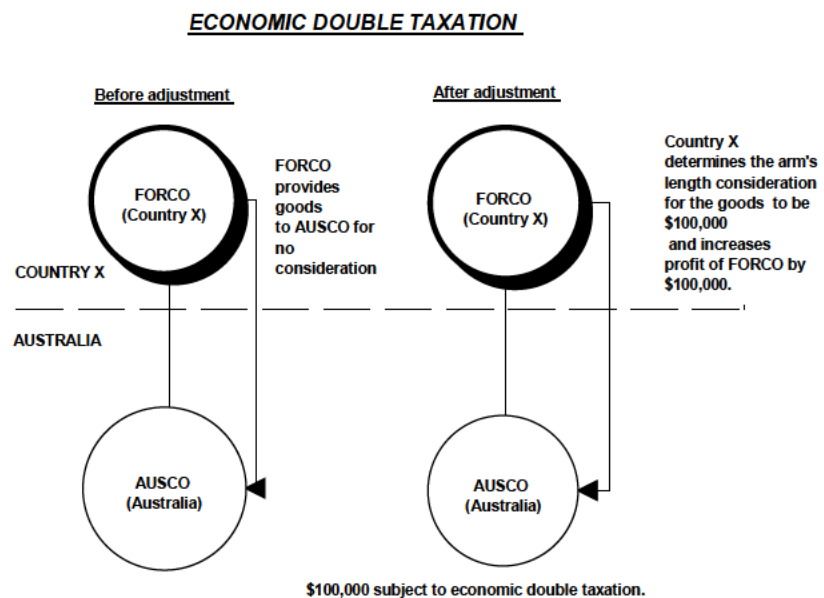 ECONOMIC DOUBLE TAXATION
Before adjustment
FORCO
(Country X)
FORCO
provides
goods
to AUSCO for
no
consideration
After adjustment
FORCO
(Country X)
Country X
determines the arm's
length consideration
for the goods to be
$100,000
and increases
profit of FORCO by
$100,000.
COUNTRY X
AUSTRALIA
AUSCO
(Australia)
AUSCO
(Australia)
$100,000 subject to economic double taxation.